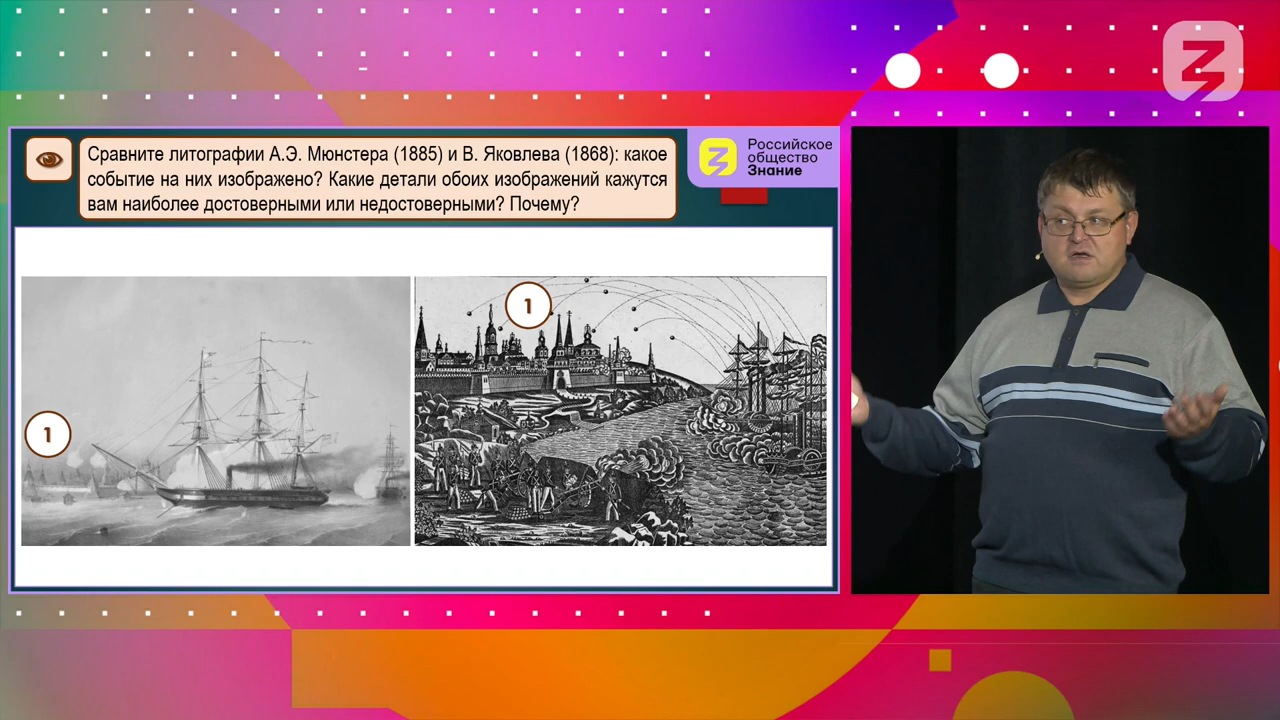 Сравните литографии А.Э. Мюнстера (1885) и В. Яковлева (1868): какое
событие на них изображено? Какие детали обоих изображений кажутся
вам наиболее достоверными или недостоверными? Почему?
Российское
общество
Знание
1
1